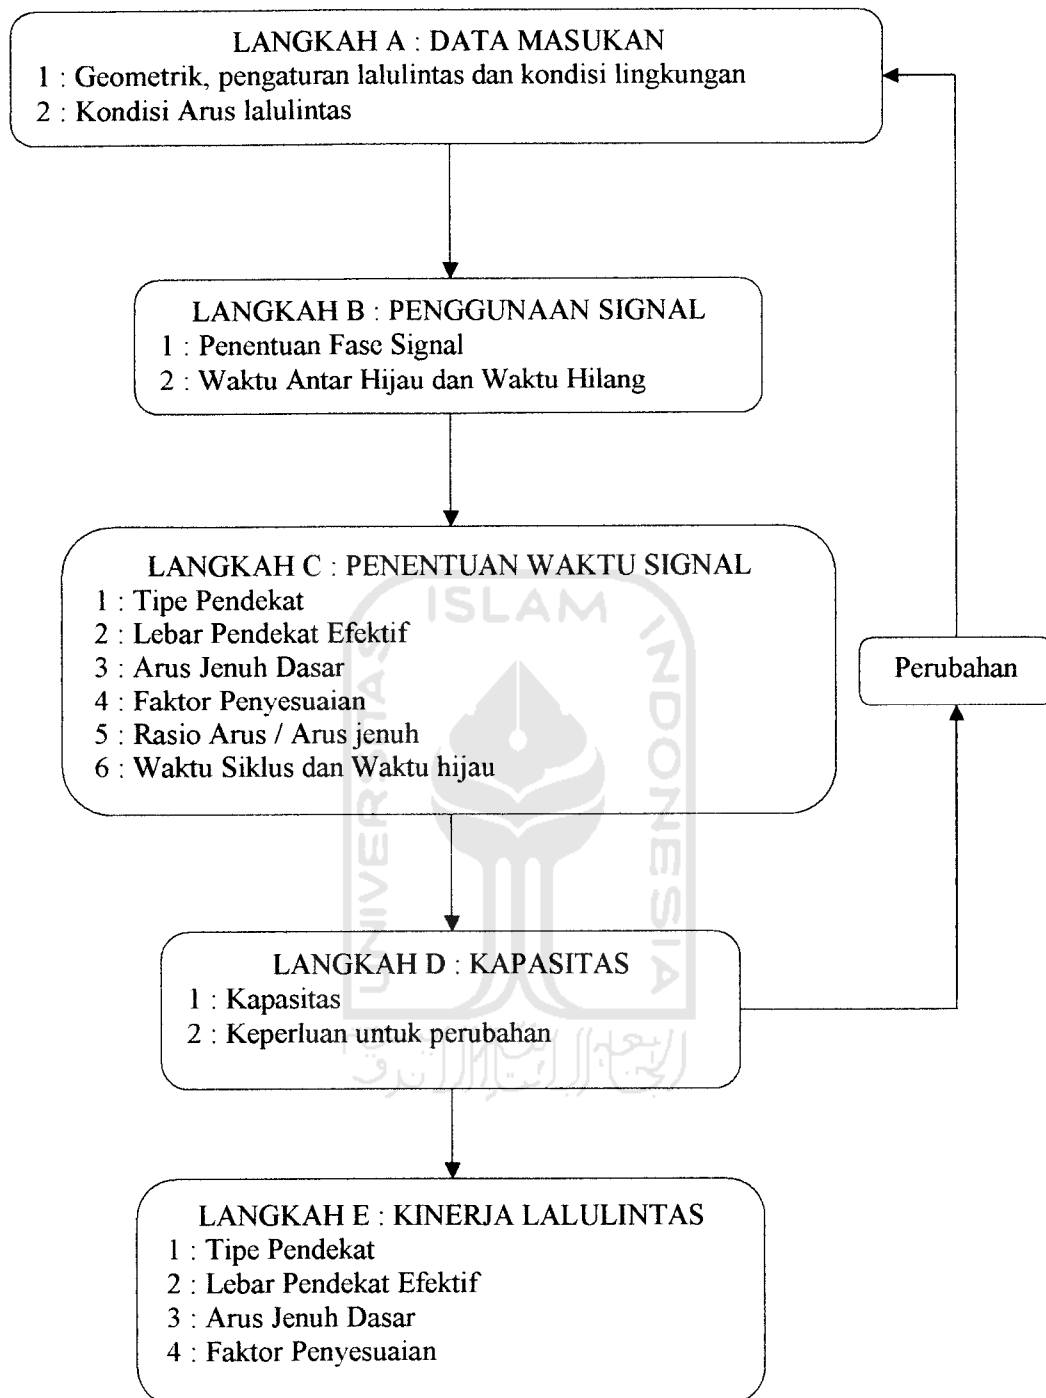 LANGKAH A : DATA MASUKAN
1 : Geometrik, pengaturan lalulintas dan kondisi lingkungan
2 : Kondisi Arus lalulintas
LANGKAH B : PENGGUNAAN SIGNAL
1 : Penentuan Fase Signal
2 : Waktu Antar Hijau dan Waktu Hilang
LANGKAH C : PENENTUAN WAKTU SIGNAL
1 : Tipe Pendekat
2 : Lebar Pendekat Efektif
3 : Arus Jenuh Dasar
4 : Faktor Penyesuaian
5 : Rasio Arus / Arus jenuh
6 : Waktu Siklus dan Waktu hijau
Perubahan
LANGKAH D : KAPASITAS
1 : Kapasitas
2 : Keperluan untuk perubahan
LANGKAH E : KINERJA LALULINTAS
1 : Tipe Pendekat
2 : Lebar Pendekat Efektif
3 : Arus Jenuh Dasar
4 : Faktor Penyesuaian
UNIVERSITAS
ISLAM
INDONESIA